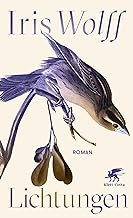 Iris Wolff
ROMAN
Klett-Cotta
Lichtungen